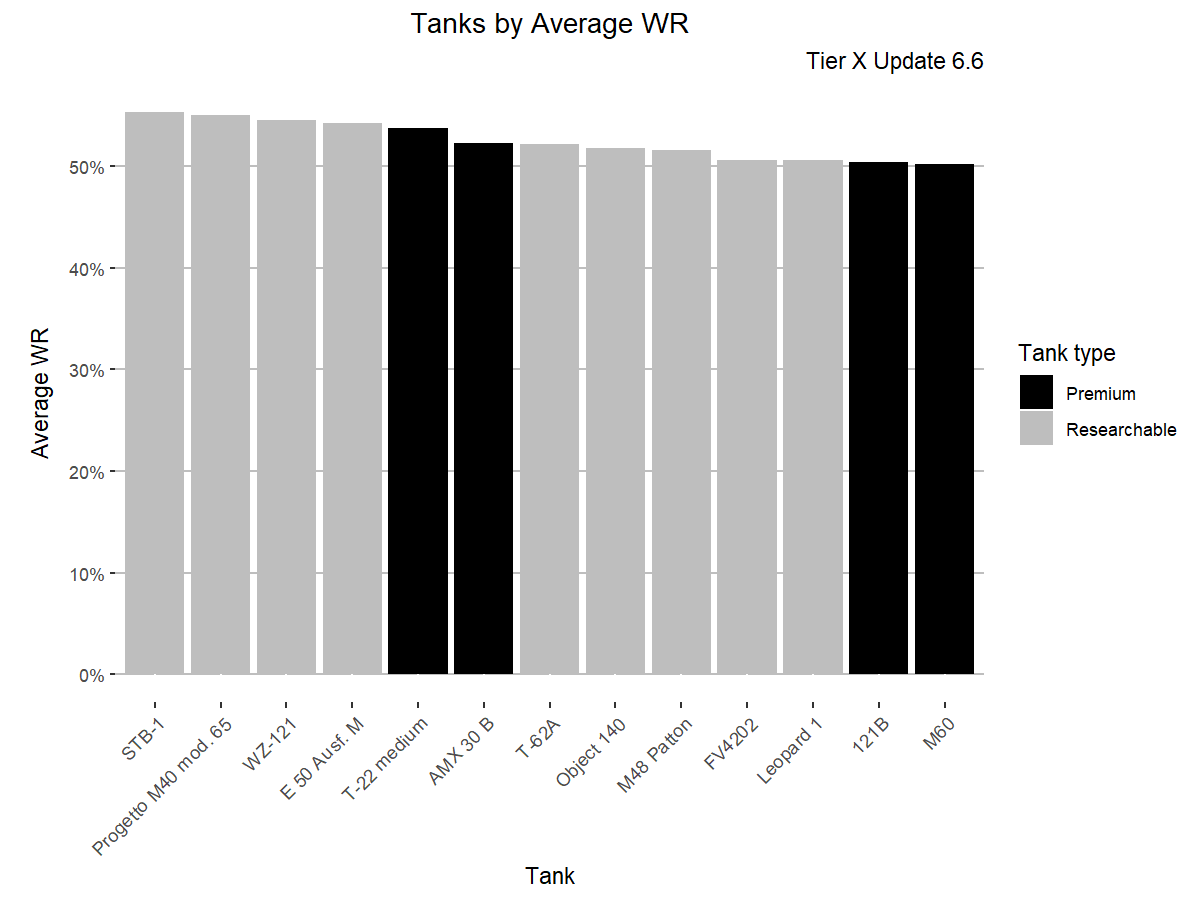 Tanks by Average WR
Tier X Update 6.6
Average WR
50%
40%
30%
20%
10%
0%
STB-1
Progetto M40 mod. 65
WZ-121
E 50 Ausf. M
T-22 medium
AMX 30 B
T-62A
Object 140
M48 Patton
FV4202
Leopard 1
121B
M60
Tank
Tank type
Premium
Researchable